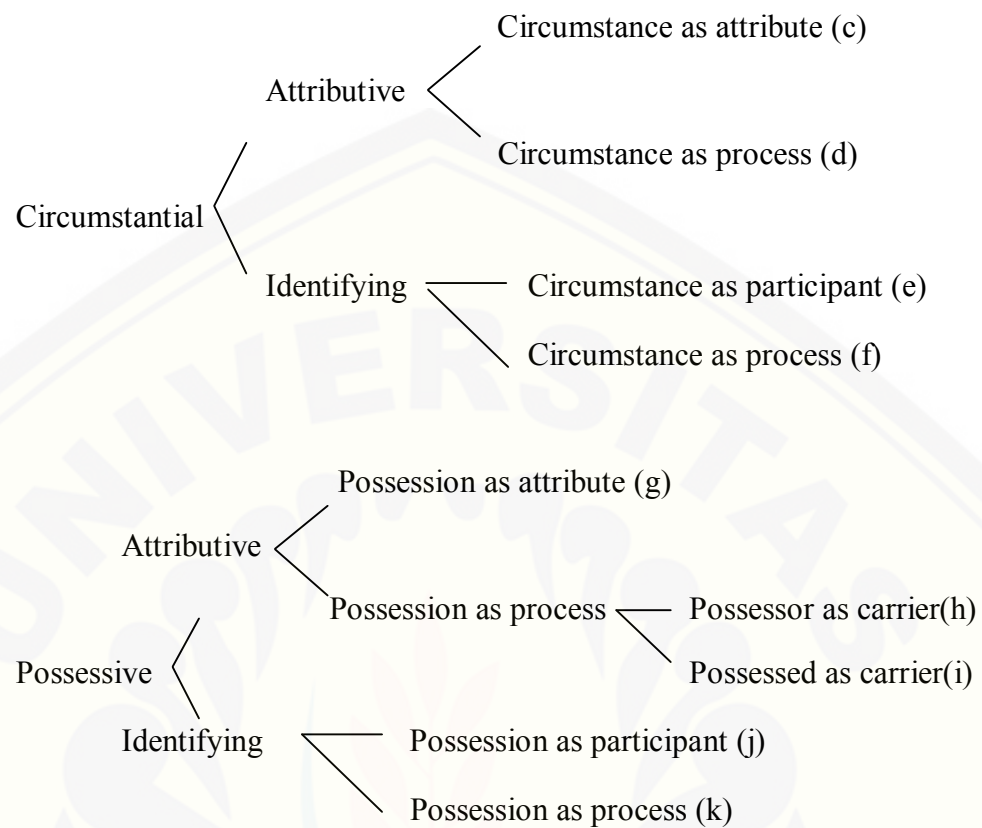 Circumstance as attribute (c)
Attributive
Circumstance as process (d)
Circumstantial
Identifying
Circumstance as participant (e)
Circumstance as process (f)
UNIVERSITAS
Possession as attribute (g)
Attributive
Possession as process
Possessor as carrier(h)
Possessive
Possessed as carrier(i)
Identifying
Possession as participant (j)
Possession as process (k)